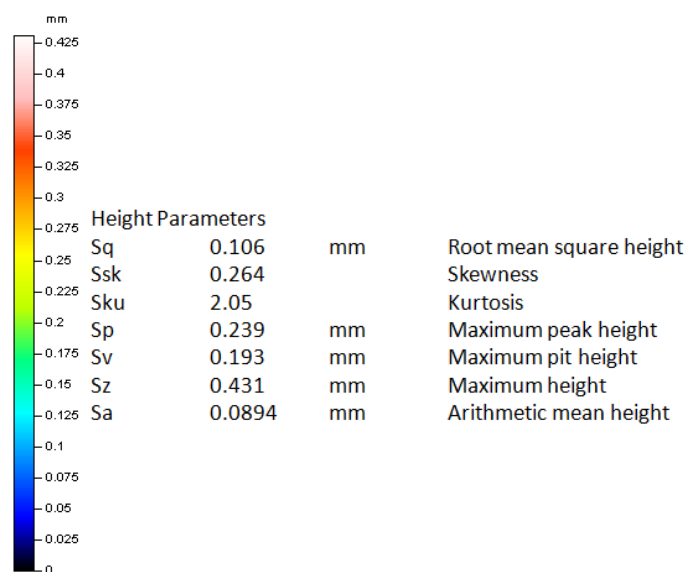 mm
0.425
0.4
0.375
0.35
0.325
0.3
0.275
0.25
0.225
0.2
0.175
0.15
0.125
0.1
0.075
0.05
0.025
0
Height Parameters
Sq 0.106 mm Root mean square height
Ssk 0.264 Skewness
Sku 2.05 Kurtosis
Sp 0.239 mm Maximum peak height
Sv 0.193 mm Maximum pit height
Sz 0.431 mm Maximum height
Sa 0.0894 mm Arithmetic mean height